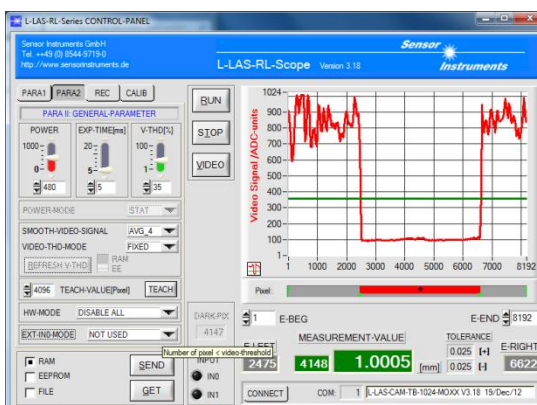 L-LAS-RL-Series CONTROL-PANEL
Sensor Instruments GmbH
Tel. ++49 (0) 8544-9719-0
http://www.sensorinstruments.de
L-LAS-RL-Scope Version 3.18
Sensor
Instruments
PARA1 PARA2 REC CALIB
PARA II: GENERAL-PARAMETER
POWER EXP-TIME[ms] V-THD[%]
1000- 20- 100-
0- 5- 1-
480 5 35
POWER-MODE STAT
SMOOTH-VIDEO-SIGNAL AVG_4
VIDEO-THD-MODE FIXED
REFRESH V-THD RAM
EE
4096 TEACH-VALUE[Pixel] TEACH
HW-MODE DISABLE ALL
EXT-IN0-MODE NOT USED
RAM
EEPROM
FILE
SEND
GET
RUN
STOP
VIDEO
DARK-PIX
4147
Number of pixel < video-threshold
INPUT
IN0
IN1
Video Signal /ADC-units
1024-
900-
800-
700-
600-
500-
400-
300-
200-
100-
1-
1 1000 2000 3000 4000 5000 6000 7000 8192
Pixel:
1 E-BEG E-END 8192
E-LEFT MEASUREMENT-VALUE TOLERANCE E-RIGHT
2475 4148 1.0005 [mm] 0.025 [+] 0.025 [-] 6622
CONNECT COM: 1 L-LAS-CAM-TB-1024-MOXX V3.18 19/Dec/12